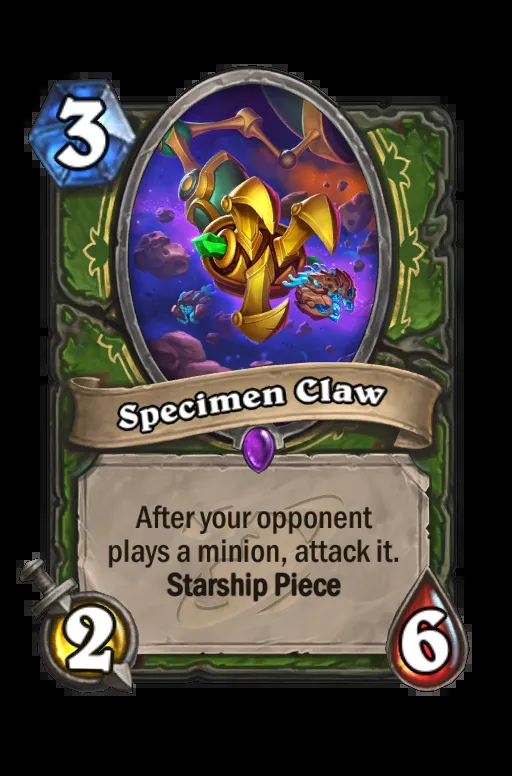 3
Specimen Claw
After your opponent
plays a minion, attack it.
Starship Piece
2
6